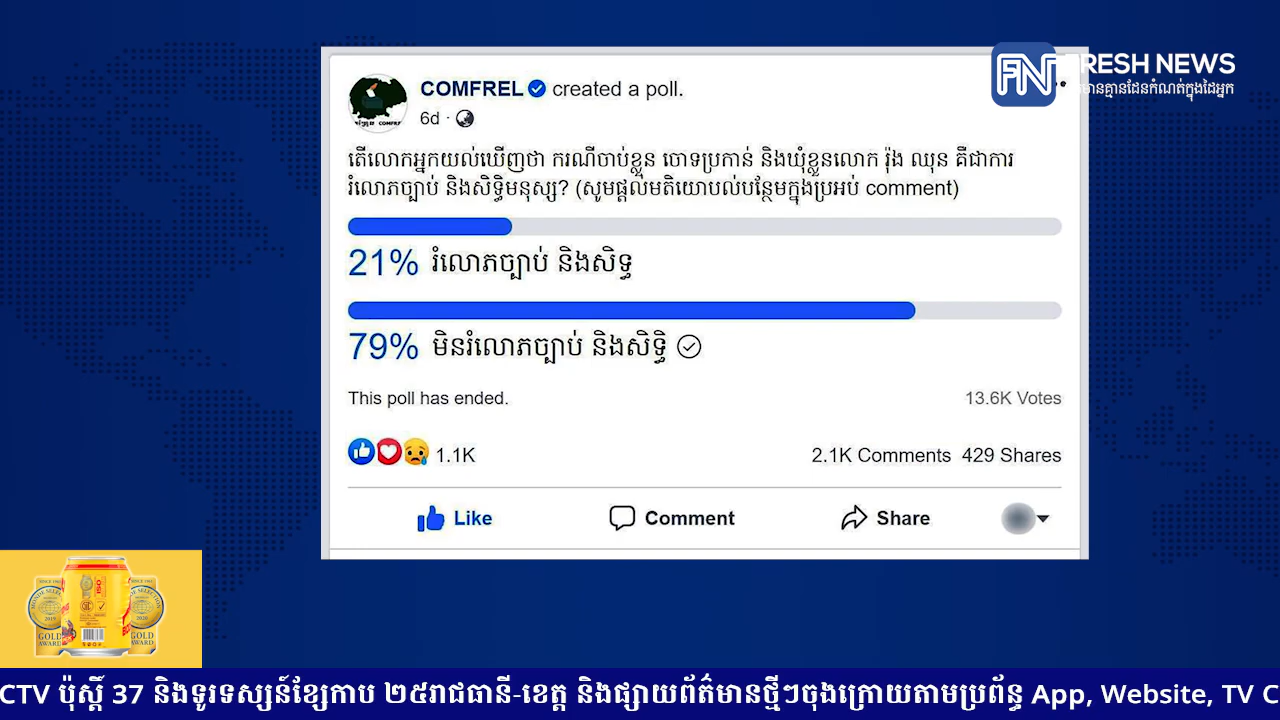 COMFREL created a poll.
FRESH NEWS
6d
តើលោកអ្នកយល់ឃើញថា ករណីចាប់ខ្លួន ចោទប្រកាន់ និងឃុំខ្លួនលោក រ៉ុង ឈុន គឺជាការ
រំលោភច្បាប់ និងសិទ្ធិមនុស្ស? (សូមផ្តល់មតិយោបល់បន្ថែមក្នុងប្រអប់ comment)
21% រំលោភច្បាប់ និងសិទ្ធ
79% មិនរំលោភច្បាប់ និងសិទ្ធិ
This poll has ended.
13.6K Votes
1.1K
2.1K Comments 429 Shares
Like
Comment
Share
GOLD
AWARD
2019
ISO
GOLD
AWARD
2020
CTV ប៉ុស្តិ៍ 37 និងទូរទស្សន៍ខ្សែកាប ២៥រាជធានី-ខេត្ត និងផ្សាយព័ត៌មានថ្មីៗចុងក្រោយតាមប្រព័ន្ធ App, Website, TV C